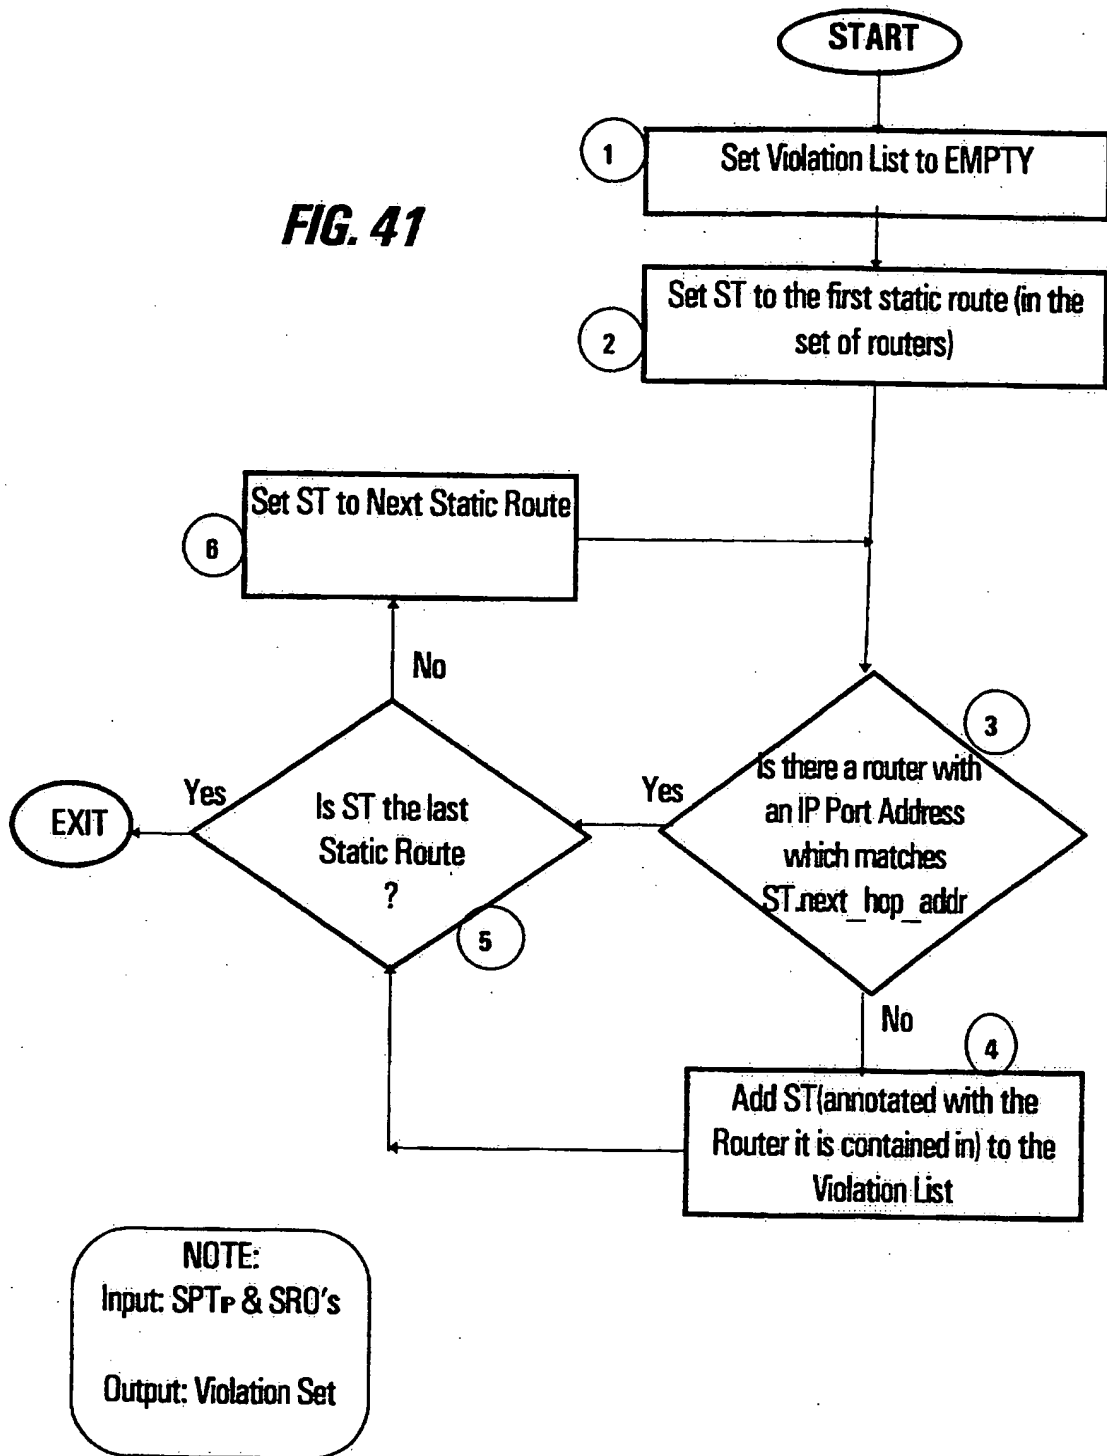 START
1
Set Violation List to EMPTY
FIG. 41
2
Set ST to the first static route (in the
set of routers)
6
Set ST to Next Static Route
No
3
Is there a router with
an IP Port Address
which matches
ST.next_hop_addr
Yes
Is ST the last
Static Route
?
5
Yes
EXIT
No
4
Add ST(annotated with the
Router it is contained in) to the
Violation List
NOTE:
Input: SPTP & SRO's
Output: Violation Set